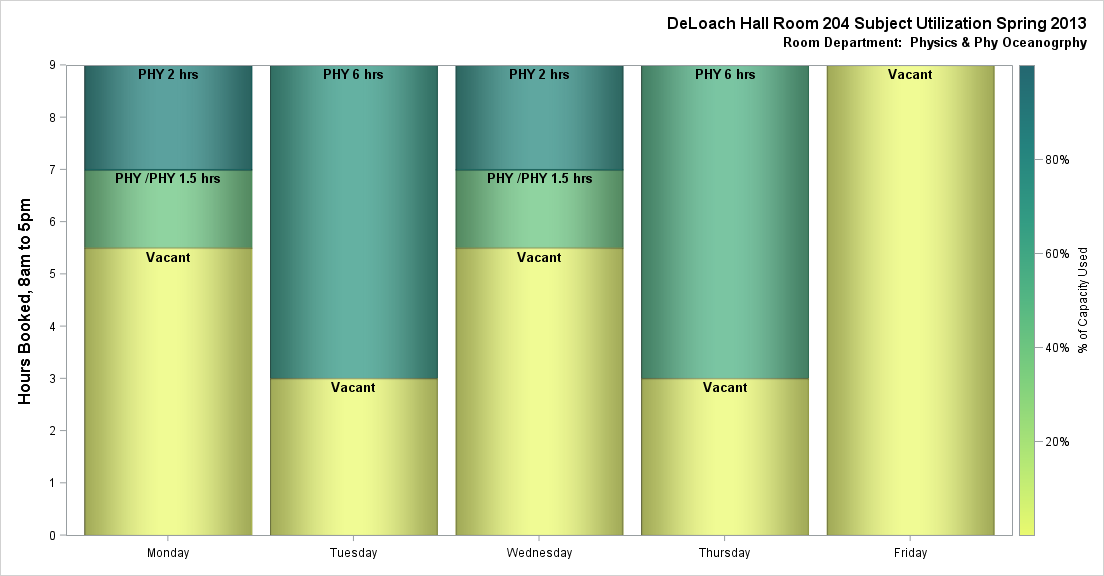 DeLoach Hall Room 204 Subject Utilization Spring 2013
Room Department:  Physics & Phy Oceanogrphy
Hours Booked, 8am to 5pm
9
8
7
6
5
4
3
2
1
0
PHY 2 hrs
PHY /PHY 1.5 hrs
Vacant
PHY 6 hrs
Vacant
PHY 2 hrs
PHY /PHY 1.5 hrs
Vacant
PHY 6 hrs
Vacant
Vacant
Monday
Tuesday
Wednesday
Thursday
Friday
80%
60%
40%
20%
% of Capacity Used